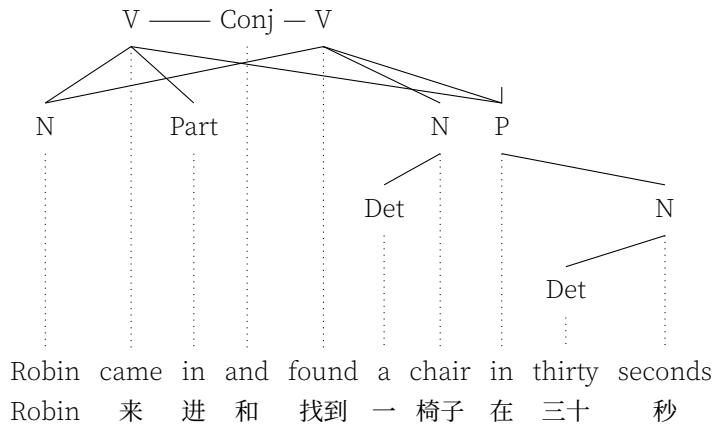 V Conj V
N Part N P
Det N
Det
Robin came in and found a chair in thirty seconds
Robin 来 进 和 找到 一 椅子 在 三十 秒